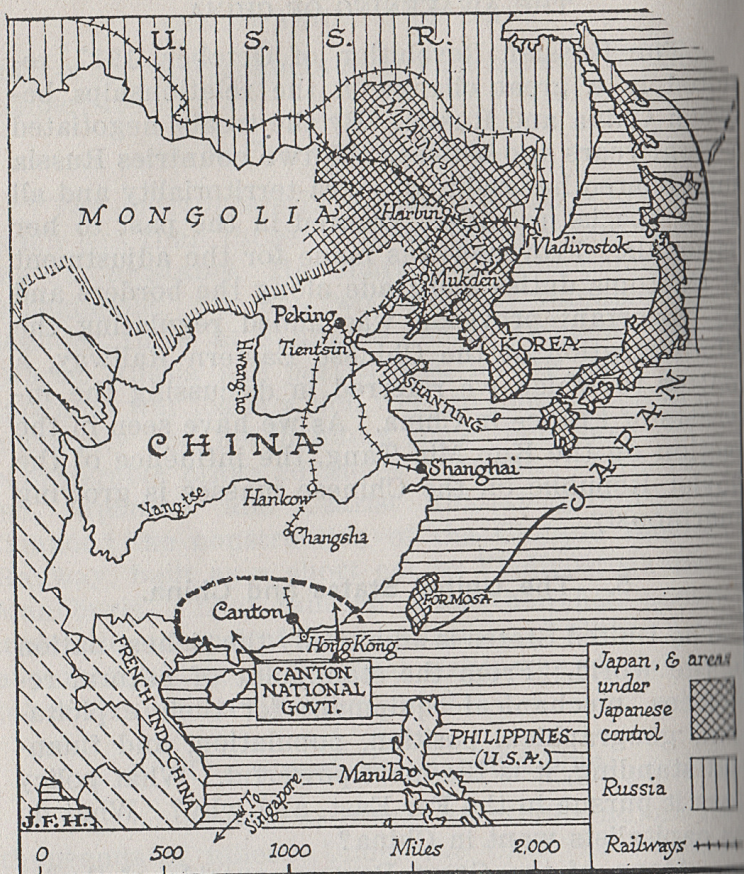 U. S. S. R.
MANCHURIA
MONGOLIA
Harbin
Vladivostok
Mukden
Peking
Tientsin
KOREA
Hwang-ho
SHANTUNG
JAPAN
CHINA
Shanghai
Yang-tse
Hankow
Changsha
FORMOSA
Canton
Hong Kong
CANTON
NATIONAL
GOVT.
FRENCH INDO-CHINA
PHILIPPINES
(U.S.A.)
Manila
To
Singapore
J.F.H.
Japan, & areas
under
Japanese
control
Russia
Railways
0 500 1000 Miles 2,000